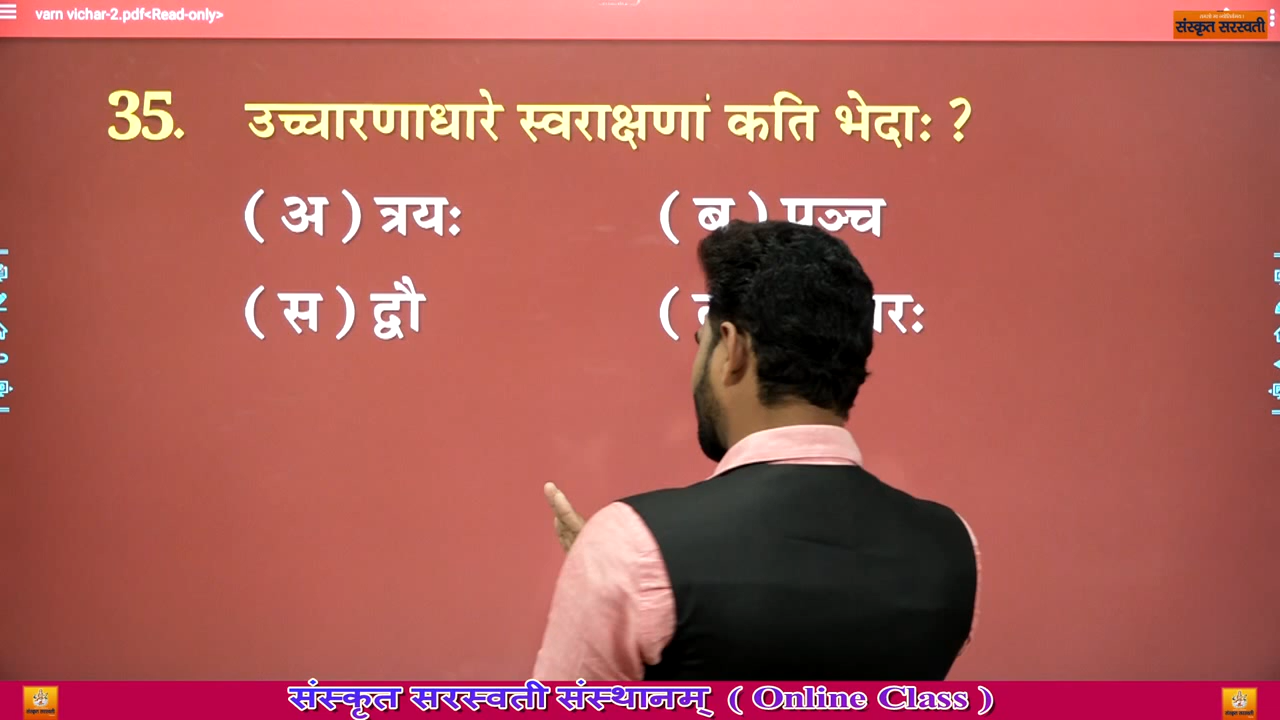 varn vichar-2.pdf<Read-only>
संस्कृत सरस्वती
35. उच्चारणाधारे स्वराक्षणां कति भेदाः ?
( अ ) त्रयः ( ब ) पञ्च
( स ) द्वौ (
संस्कृत सरस्वती संस्थानम् ( Online Class )